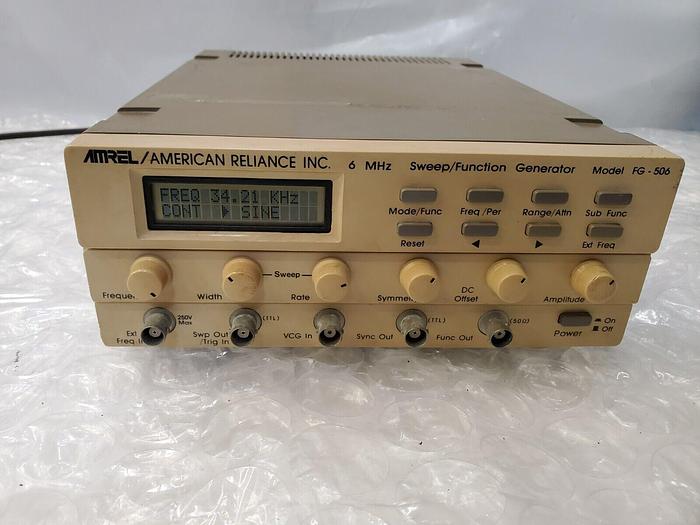 AMREL/AMERICAN RELIANCE INC. 6 MHz Sweep/Function Generator Model FG-506
FREQ 34.21 KHz
CONT SINE
Mode/Func Freq/Per Range/Attn Sub Func
Reset ◀ ▶ Ext Freq
Sweep
Width Rate DC Offset Amplitude
250V Max (TTL) (TTL) (50Ω) On
Off
Ext Freq In Swp Out /Trig In VCG In Sync Out Func Out Power